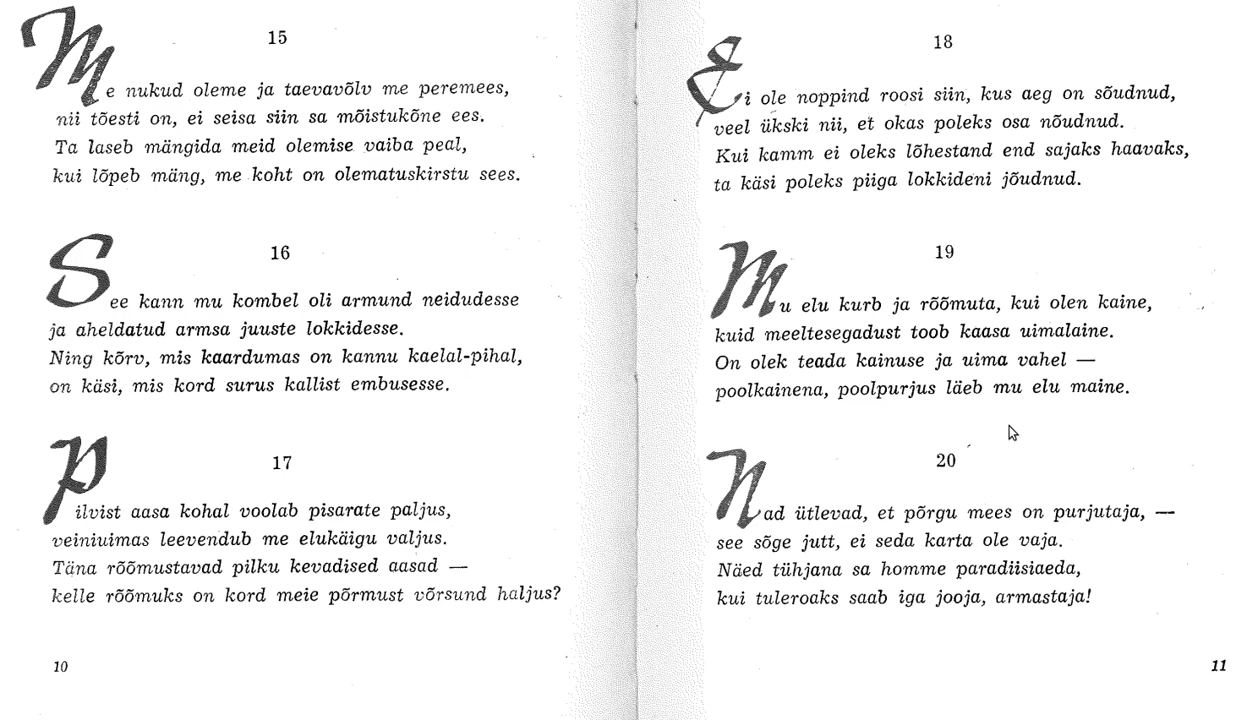 15
Me nukud oleme ja taevavõlv me peremees,
nii tõesti on, ei seisa siin sa mõistukõne ees.
Ta laseb mängida meid olemise vaiba peal,
kui lõpeb mäng, me koht on olematuskirstu sees.
16
See kann mu kombel oli armund neidudesse
ja aheldatud armsa juuste lokkidesse.
Ning kõrv, mis kaardumas on kannu kaelal-pihal,
on käsi, mis kord surus kallist embusesse.
17
Pilvist aasa kohal voolab pisarate paljus,
veiniuimas leevendub me elukäigu valjus.
Täna rõõmustavad pilku kevadised aasad —
kelle rõõmuks on kord meie põrmust võrsund haljus?
10
18
Ei ole noppind roosi siin, kus aeg on sõudnud,
veel ükski nii, et okas poleks osa nõudnud.
Kui kamm ei oleks lõhestand end sajaks haavaks,
ta käsi poleks piiga lokkideni jõudnud.
19
Mu elu kurb ja rõõmuta, kui olen kaine,
kuid meeltesegadust toob kaasa uimalaine.
On olek teada kainuse ja uima vahel —
poolkainena, poolpurjus läeb mu elu maine.
20
Nad ütlevad, et põrgu mees on purjutaja, —
see sõge jutt, ei seda karta ole vaja.
Näed tühjana sa homme paradiisiaeda,
kui tuleroaks saab iga jooja, armastaja!
11